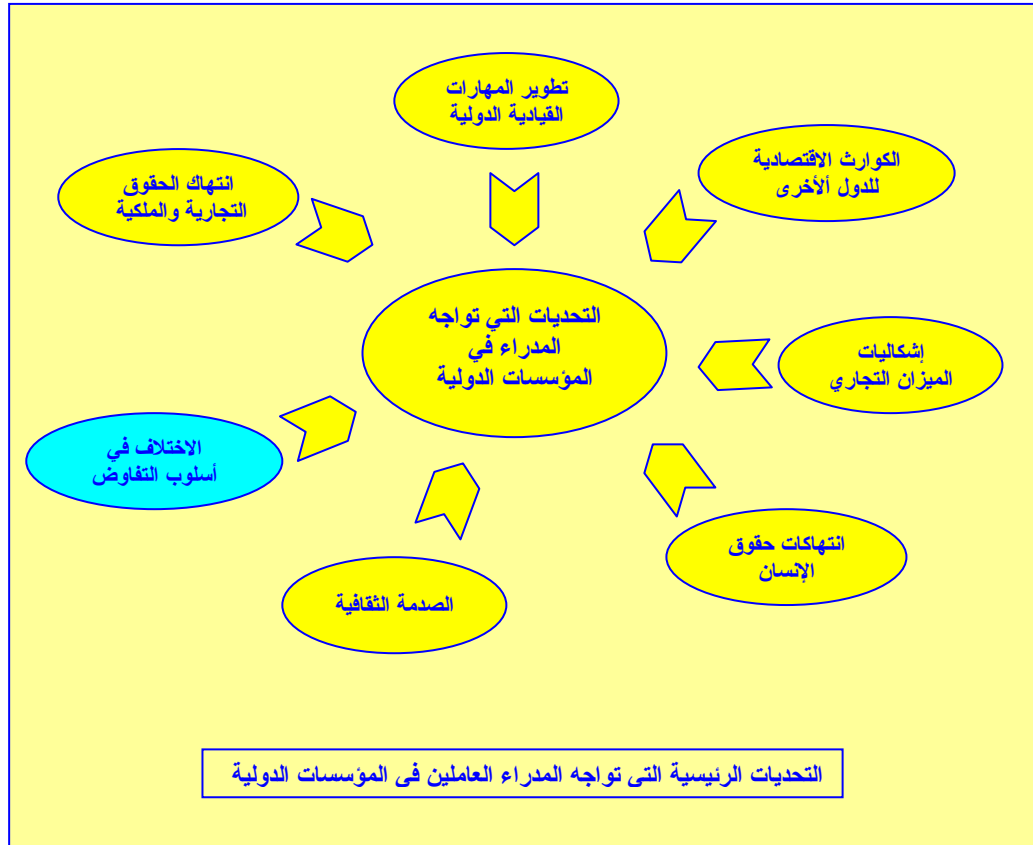 تطوير المهارات
القيادية الدولية
الكوارث الاقتصادية
للدول ألأخرى
انتهاك الحقوق
التجارية والملكية
التحديات التي تواجه
المدراء في
المؤسسات الدولية
إشكاليات
الميزان التجاري
الاختلاف في
أسلوب التفاوض
انتهاكات حقوق
الإنسان
الصدمة الثقافية
التحديات الرئيسية التى تواجه المدراء العاملين فى المؤسسات الدولية